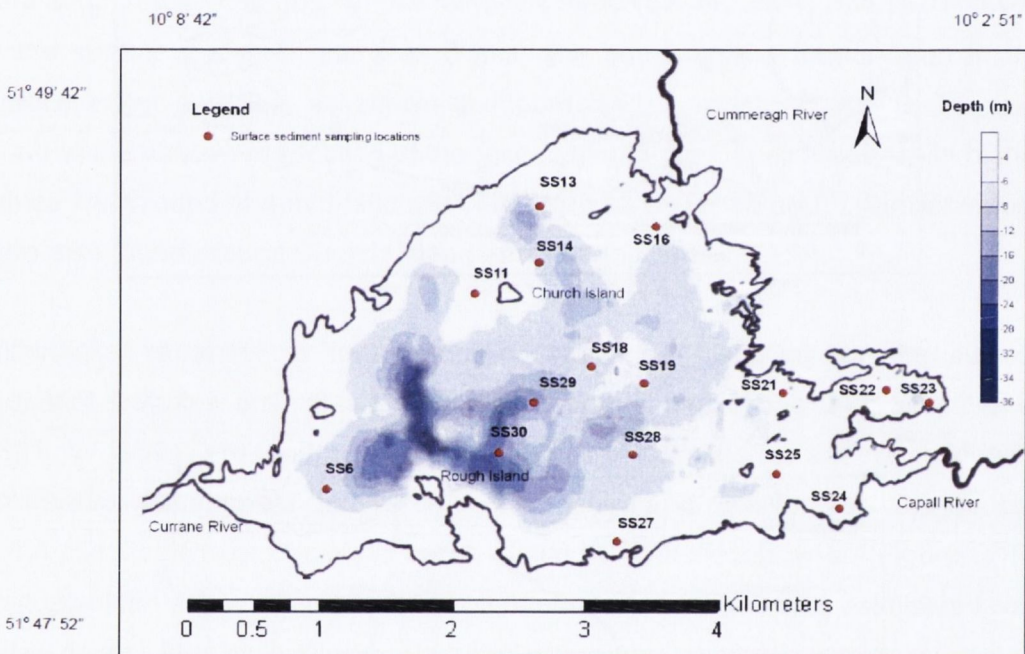 10° 8' 42"
10° 2' 51"
51° 49' 42"
Legend
Surface sediment sampling locations
Cummeragh River
N
Depth (m)
-4
-6
-9
-12
-16
-20
-24
-28
-32
-34
-36
SS13
SS16
SS14
SS11
Church Island
SS18
SS19
SS29
SS21
SS22
SS23
SS30
SS28
SS6
Rough Island
SS25
SS24
Currane River
Capall River
SS27
Kilometers
0 0.5 1 2 3 4
51° 47' 52"